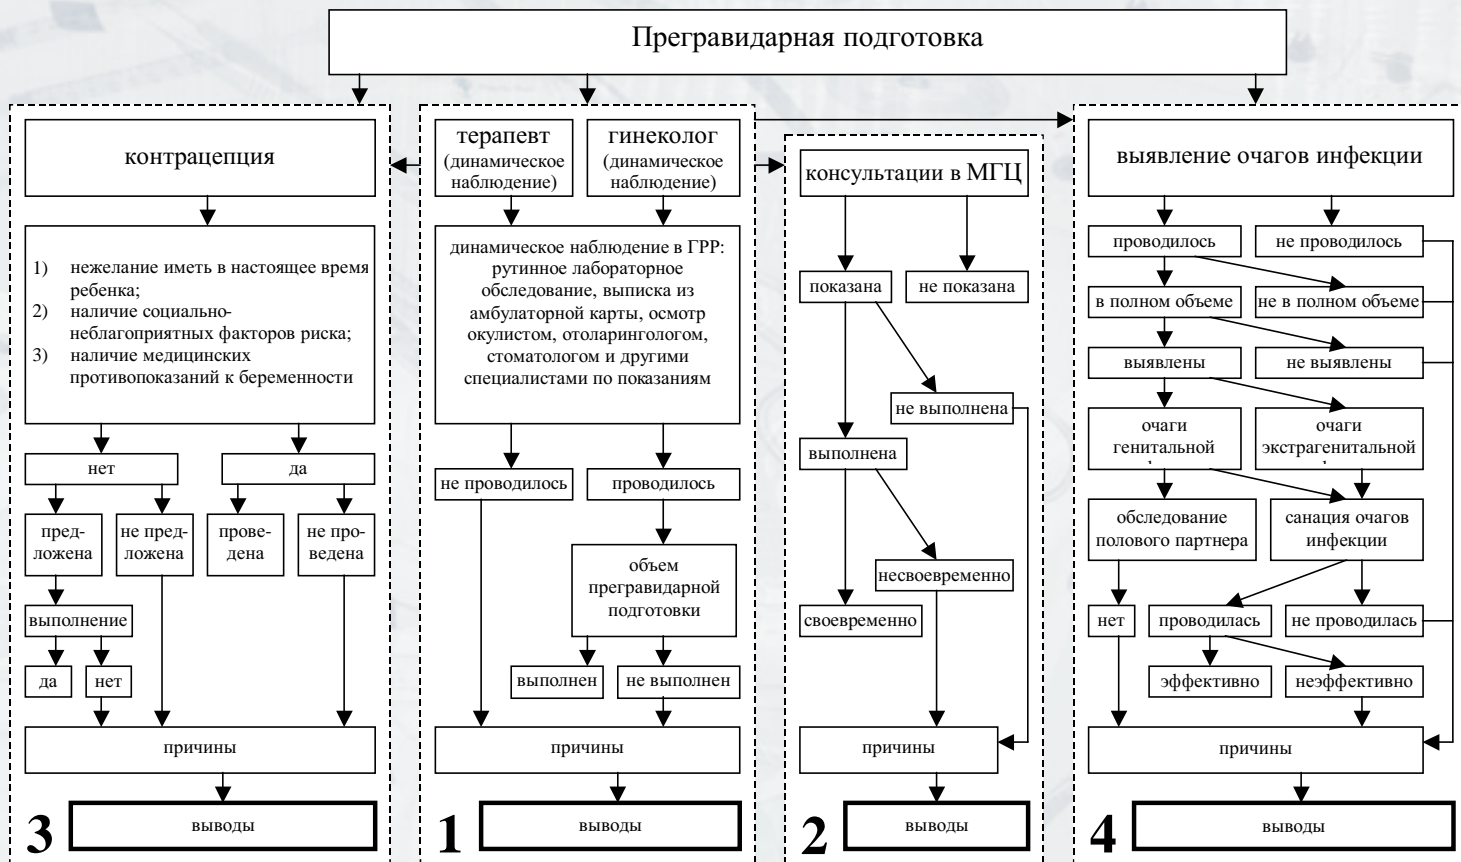 Прегравидарная подготовка
контрацепция
1) нежелание иметь в настоящее время
ребенка;
2) наличие социально-
неблагоприятных факторов риска;
3) наличие медицинских
противопоказаний к беременности
нет
да
пред-
ложена
не пред-
ложена
прове-
дена
не про-
ведена
выполнение
да
нет
причины
3
выводы
терапевт
(динамическое
наблюдение)
гинеколог
(динамическое
наблюдение)
динамическое наблюдение в ГРР:
рутинное лабораторное
обследование, выписка из
амбулаторной карты, осмотр
окулистом, отоларингологом,
стоматологом и другими
специалистами по показаниям
не проводилось
проводилось
объем
прегравидарной
подготовки
выполнен
не выполнен
причины
1
выводы
консультации в МГЦ
показана
не показана
не выполнена
выполнена
несвоевременно
своевременно
причины
2
выводы
выявление очагов инфекции
проводилось
не проводилось
в полном объеме
не в полном объеме
выявлены
не выявлены
очаги
генитальной
очаги
экстрагенитальной
обследование
полового партнера
санация очагов
инфекции
нет
проводилась
не проводилась
эффективно
неэффективно
причины
4
выводы